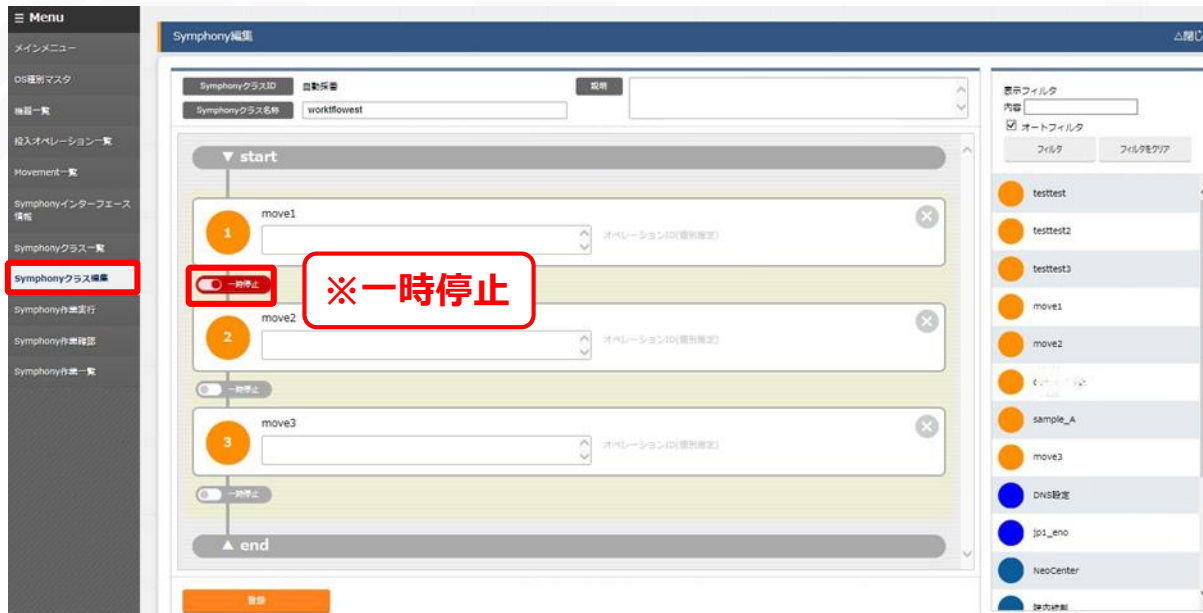 ≡ Menu
メインメニュー
OS種別マスタ
機器一覧
投入オペレーション一覧
Movement一覧
Symphonyインターフェース
情報
Symphonyクラス一覧
Symphonyクラス編集
Symphony作業実行
Symphony作業確認
Symphony作業一覧
Symphony編集
△閉じ
SymphonyクラスID
自動採番
説明
Symphonyクラス名称
worktflowest
▼ start
1
move1
オペレーションID(個別指定)
一時停止
※一時停止
2
move2
オペレーションID(個別指定)
一時停止
3
move3
オペレーションID(個別指定)
一時停止
▲ end
登録
表示フィルタ
内容
オートフィルタ
フィルタ
フィルタをクリア
testtest
testtest2
testtest3
move1
move2
sample_A
move3
DNS設定
jp1_eno
NeoCenter